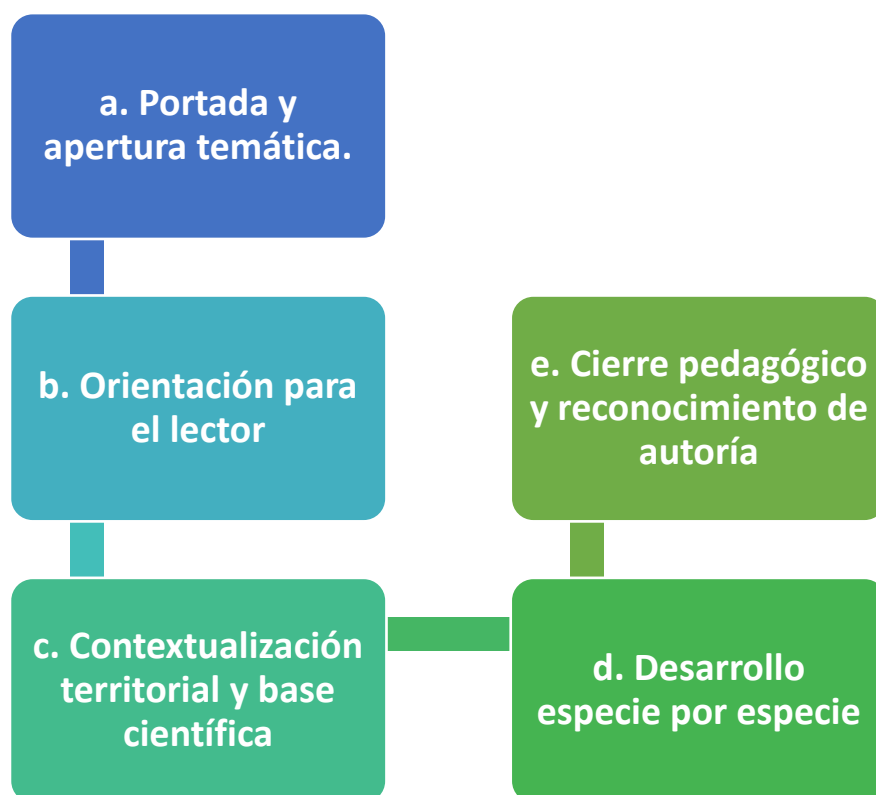 a. Portada y
apertura temática.
b. Orientación para
el lector
c. Contextualización
territorial y base
científica
d. Desarrollo
especie por especie
e. Cierre pedagógico
y reconocimiento de
autoría